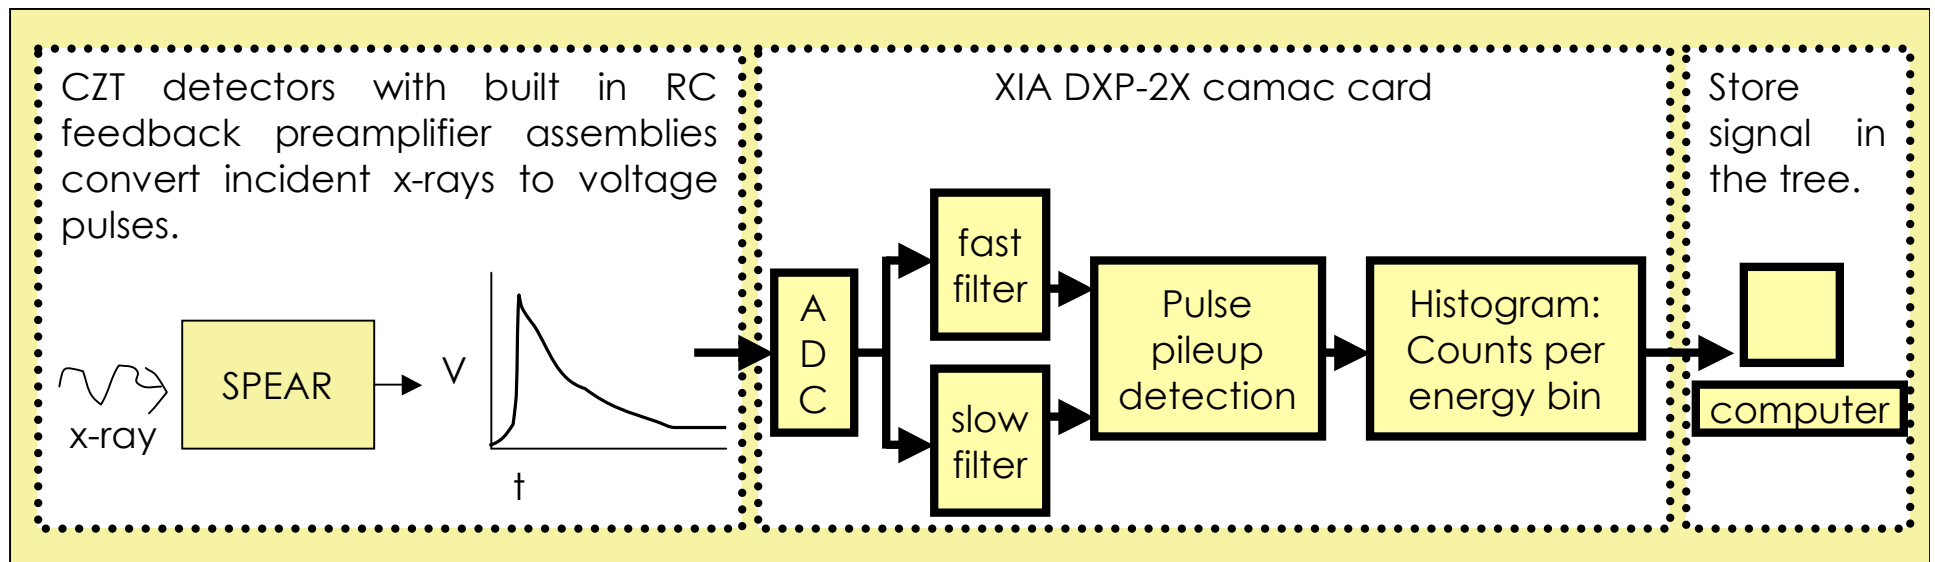 CZT detectors with built in RC
feedback preamplifier assemblies
convert incident x-rays to voltage
pulses.
x-ray
SPEAR
V
t
XIA DXP-2X camac card
A
D
C
fast
filter
slow
filter
Pulse
pileup
detection
Histogram:
Counts per
energy bin
Store
signal in
the tree.
computer